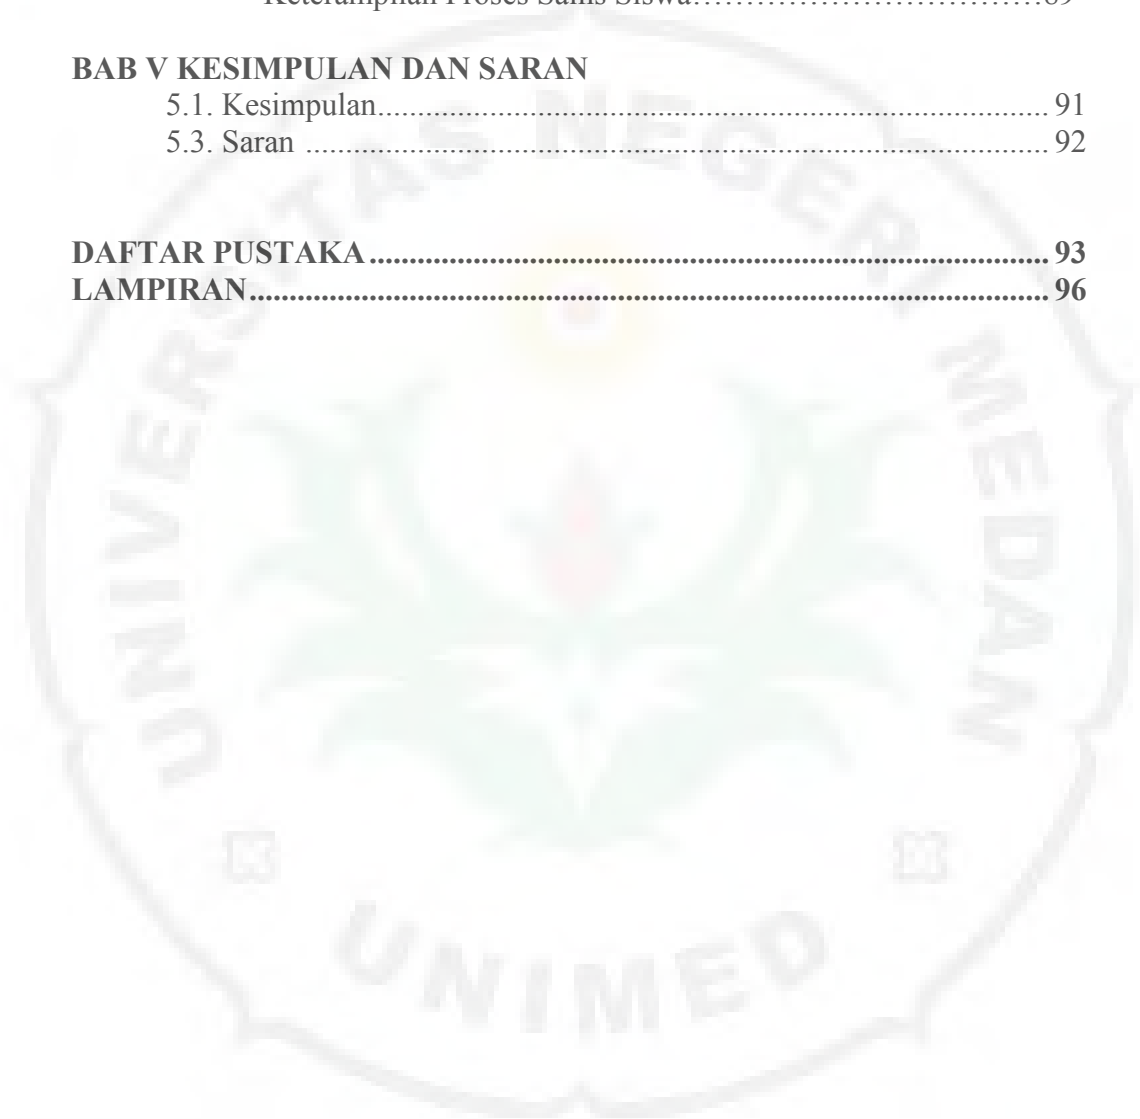 Keterampilan Proses Sains Siswa……………………………89
BAB V KESIMPULAN DAN SARAN
5.1. Kesimpulan.................................................................................... 91
5.3. Saran ............................................................................................. 92
DAFTAR PUSTAKA..................................................................................... 93
LAMPIRAN.................................................................................................... 96
UNIVERSITAS NEGERI MEDAN
UNIMED